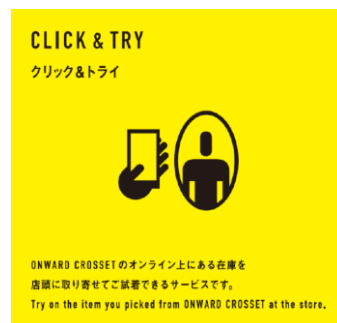 CLICK & TRY
クリック&トライ
ONWARD CROSSETのオンライン上にある在庫を
店頭に取り寄せてご試着できるサービスです。
Try on the item you picked from ONWARD CROSSET at the store.